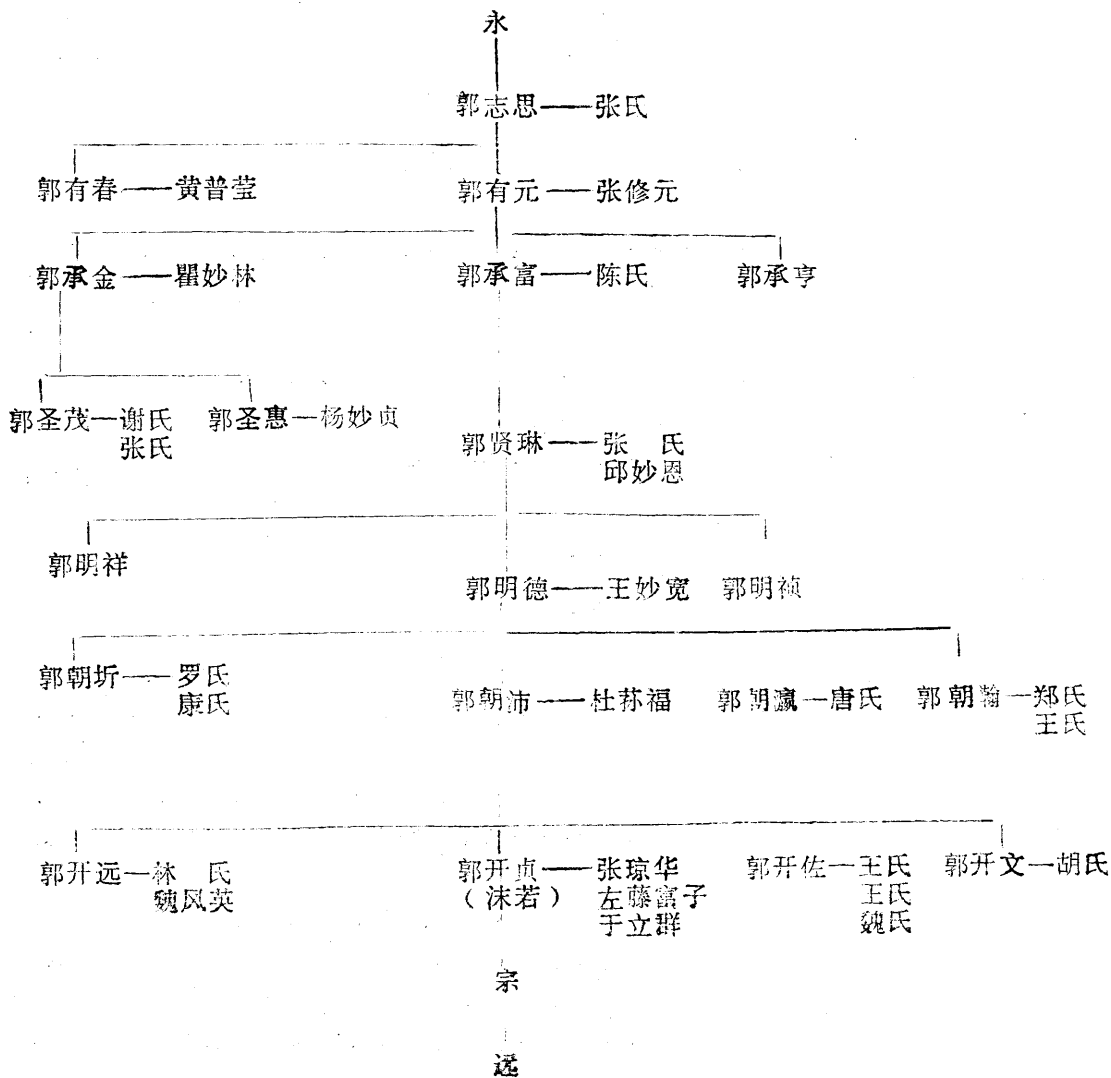 永
郭志思——张氏
郭有春——黄普莹 郭有元——张修元
郭承金——瞿妙林 郭承富——陈氏 郭承亨
郭圣茂—谢氏 郭圣惠—杨妙贞
张氏
郭贤琳——张 氏
邱妙恩
郭明祥
郭明德——王妙宽 郭明祯
郭朝圻——罗氏
康氏
郭朝沛——杜荪福 郭朝瀛—唐氏 郭朝瀚—郑氏
王氏
郭开远—林 氏 郭开贞——张琼华 郭开佐—王氏 郭开文—胡氏
魏风英 (沫若) 左藤富子 王氏
于立群 魏氏
宗
远